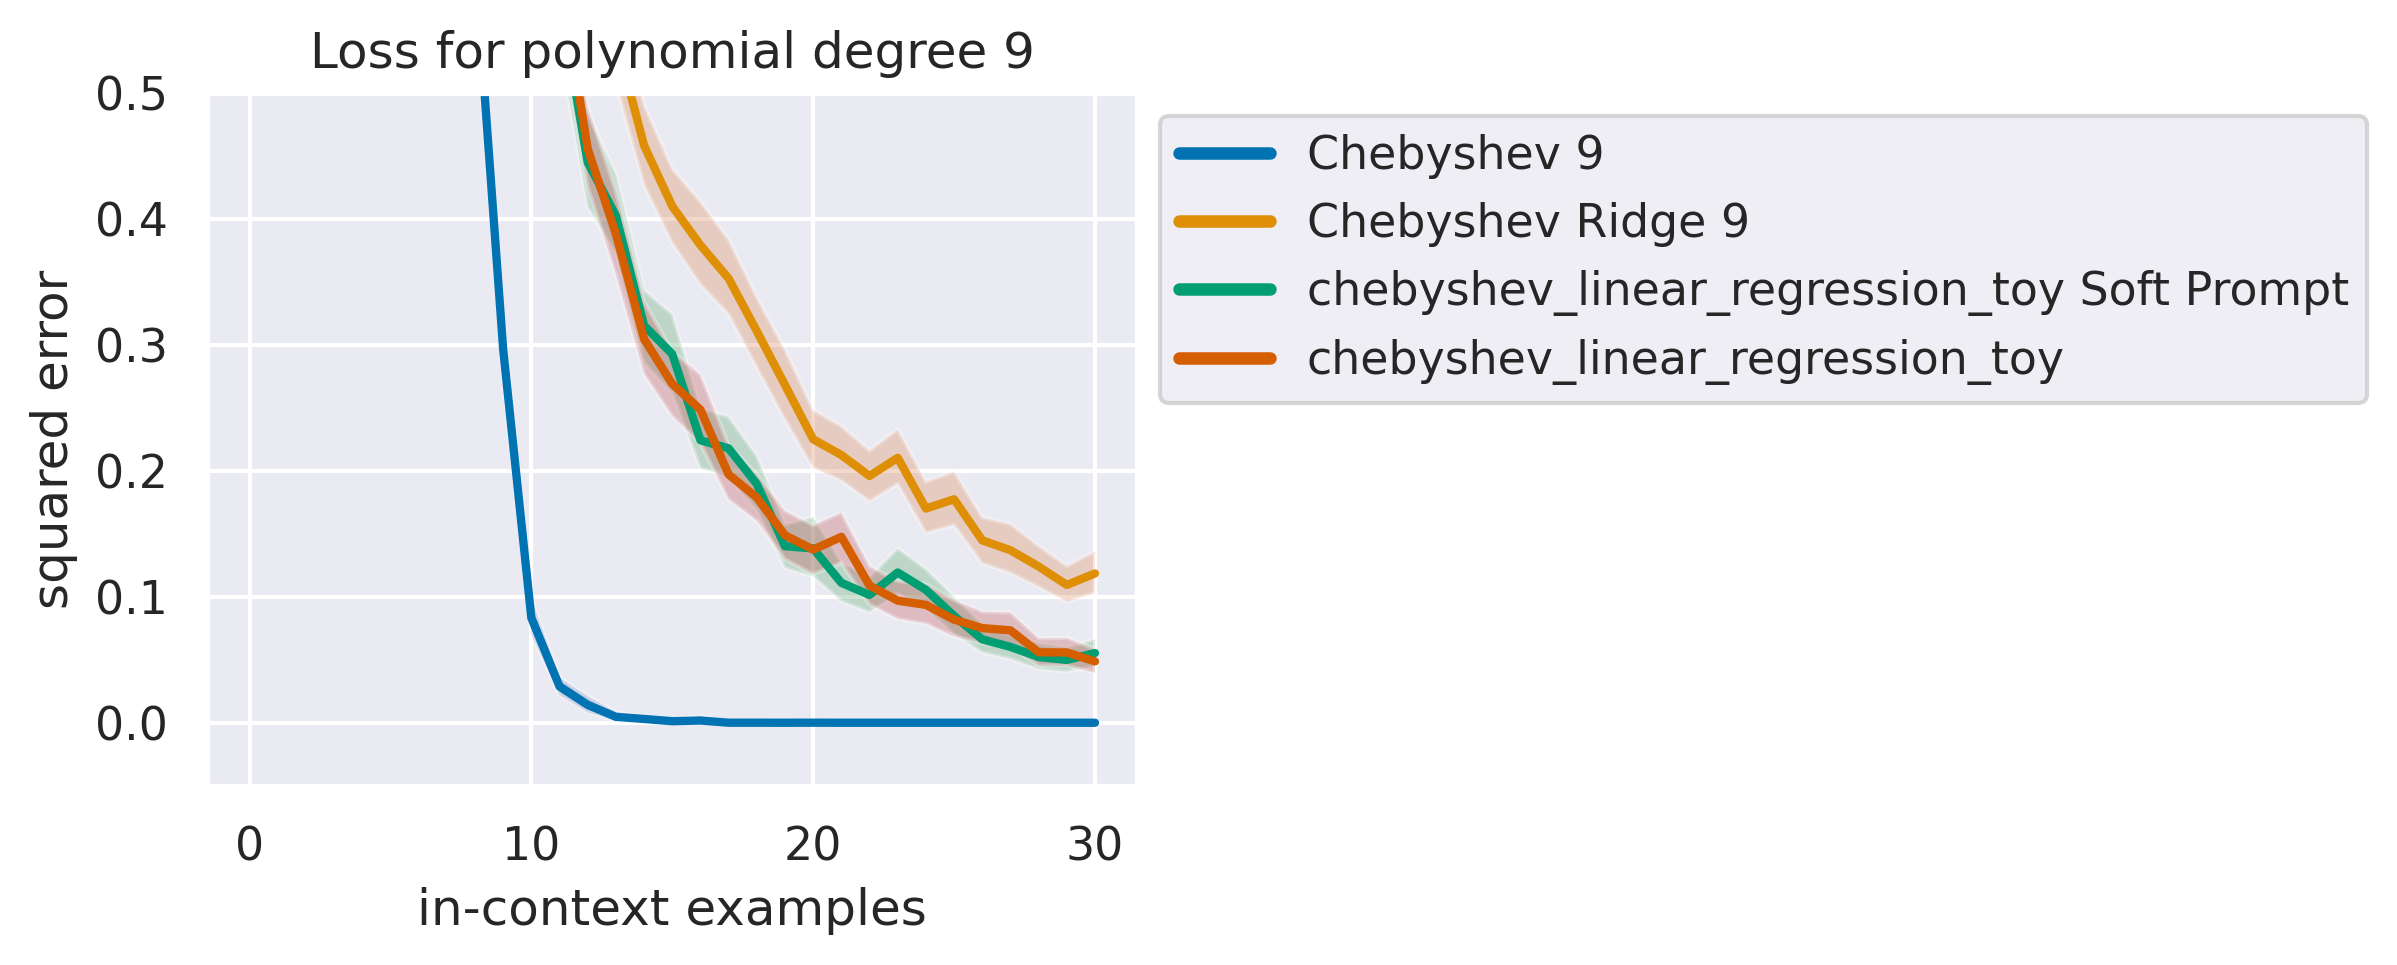 Loss for polynomial degree 9
0.5
0.4
0.3
0.2
0.1
0.0
squared error
0 10 20 30
in-context examples
Chebyshev 9
Chebyshev Ridge 9
chebyshev_linear_regression_toy Soft Prompt
chebyshev_linear_regression_toy